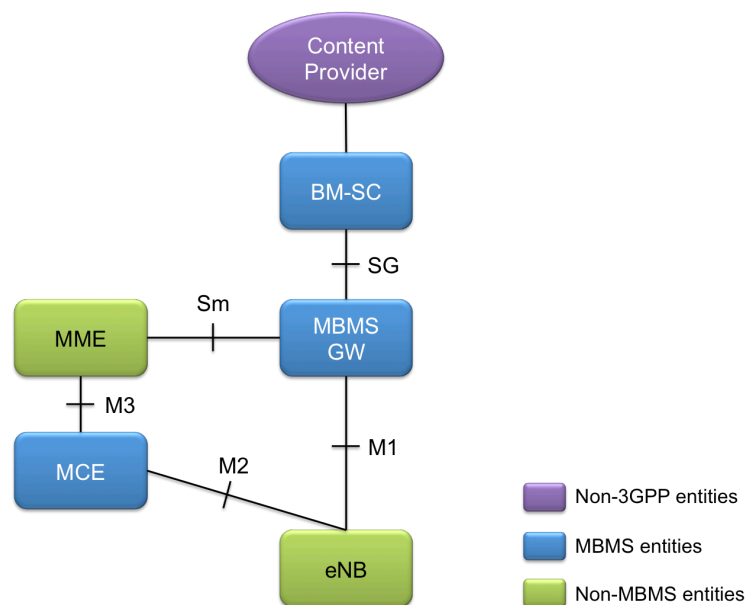 Content
Provider
BM-SC
SG
Sm
MME
MBMS
GW
M3
M1
MCE
M2
eNB
Non-3GPP entities
MBMS entities
Non-MBMS entities